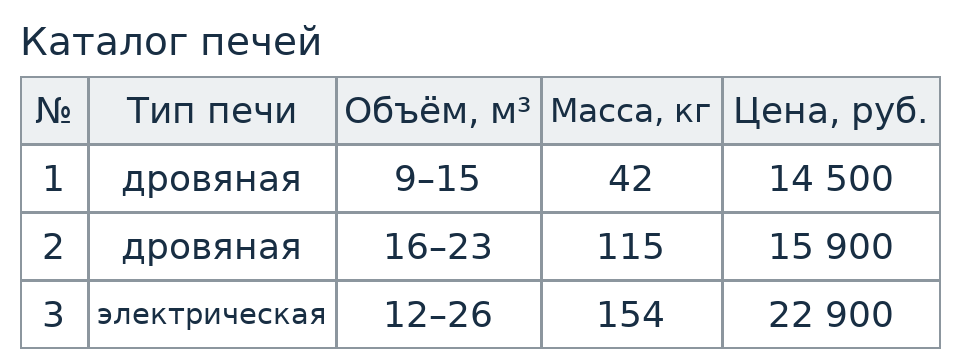 Каталог печей
№ Тип печи Объём, м³ Масса, кг Цена, руб.
1 дровяная 9–15 42 14 500
2 дровяная 16–23 115 15 900
3 электрическая 12–26 154 22 900